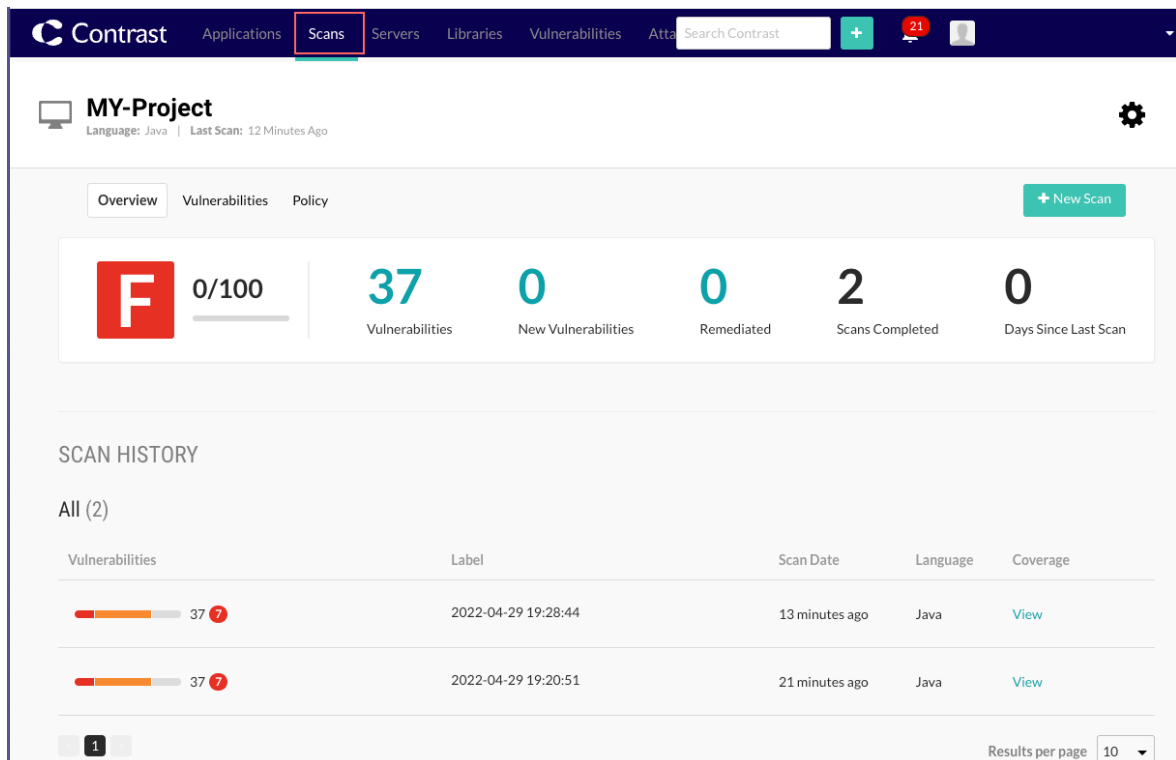 Contrast Applications Scans Servers Libraries Vulnerabilities Atta Search Contrast + 21
MY-Project
Language: Java | Last Scan: 12 Minutes Ago
Overview Vulnerabilities Policy + New Scan
F 0/100 37 0 0 2 0
Vulnerabilities New Vulnerabilities Remediated Scans Completed Days Since Last Scan
SCAN HISTORY
All (2)
Vulnerabilities Label Scan Date Language Coverage
37 7 2022-04-29 19:28:44 13 minutes ago Java View
37 7 2022-04-29 19:20:51 21 minutes ago Java View
1 Results per page 10